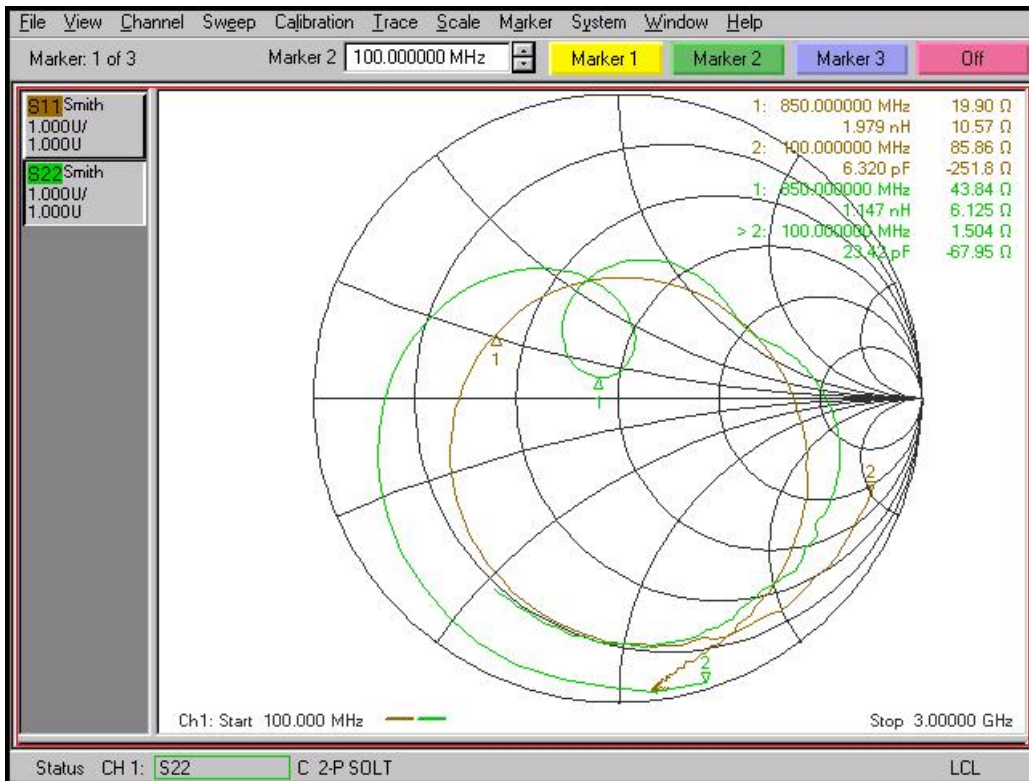 File View Channel Sweep Calibration Trace Scale Marker System Window Help
Marker: 1 of 3 Marker 2 100.000000 MHz Marker 1 Marker 2 Marker 3 Off
S11 Smith
1.000U/
1.000U
S22 Smith
1.000U/
1.000U
1: 850.000000 MHz 19.90 Ω
1.979 nH 10.57 Ω
2: 100.000000 MHz 85.86 Ω
6.320 pF -251.8 Ω
1: 850.000000 MHz 43.84 Ω
1.147 nH 6.125 Ω
> 2: 100.000000 MHz 1.504 Ω
23.42 pF -67.95 Ω
1
1
2
2
Ch1: Start 100.000 MHz Stop 3.00000 GHz
Status CH 1: S22 C 2-P SOLT LCL